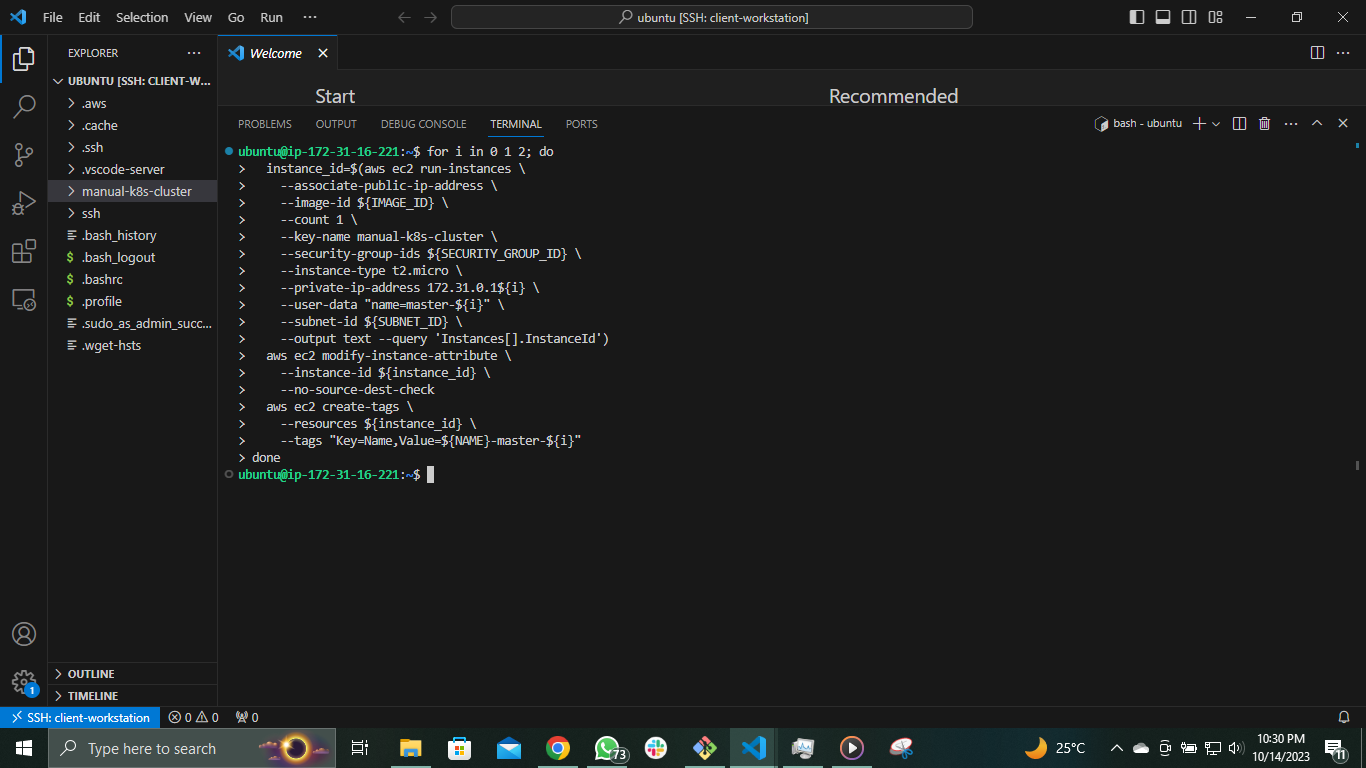 File Edit Selection View Go Run ···
ubuntu [SSH: client-workstation]
EXPLORER ···
Welcome
UBUNTU [SSH: CLIENT-W...
.aws
.cache
.ssh
.vscode-server
manual-k8s-cluster
ssh
.bash_history
$ .bash_logout
$ .bashrc
$ .profile
.sudo_as_admin_succ...
.wget-hsts
OUTLINE
TIMELINE
1
Start
Recommended
PROBLEMS OUTPUT DEBUG CONSOLE TERMINAL PORTS
bash - ubuntu
ubuntu@ip-172-31-16-221:~$ for i in 0 1 2; do
> instance_id=$(aws ec2 run-instances \
> --associate-public-ip-address \
> --image-id ${IMAGE_ID} \
> --count 1 \
> --key-name manual-k8s-cluster \
> --security-group-ids ${SECURITY_GROUP_ID} \
> --instance-type t2.micro \
> --private-ip-address 172.31.0.1${i} \
> --user-data "name=master-${i}" \
> --subnet-id ${SUBNET_ID} \
> --output text --query 'Instances[].InstanceId')
> aws ec2 modify-instance-attribute \
> --instance-id ${instance_id} \
> --no-source-dest-check
> aws ec2 create-tags \
> --resources ${instance_id} \
> --tags "Key=Name,Value=${NAME}-master-${i}"
> done
ubuntu@ip-172-31-16-221:~$
SSH: client-workstation 0 0 0
Type here to search
73
25°C
10:30 PM
10/14/2023
11